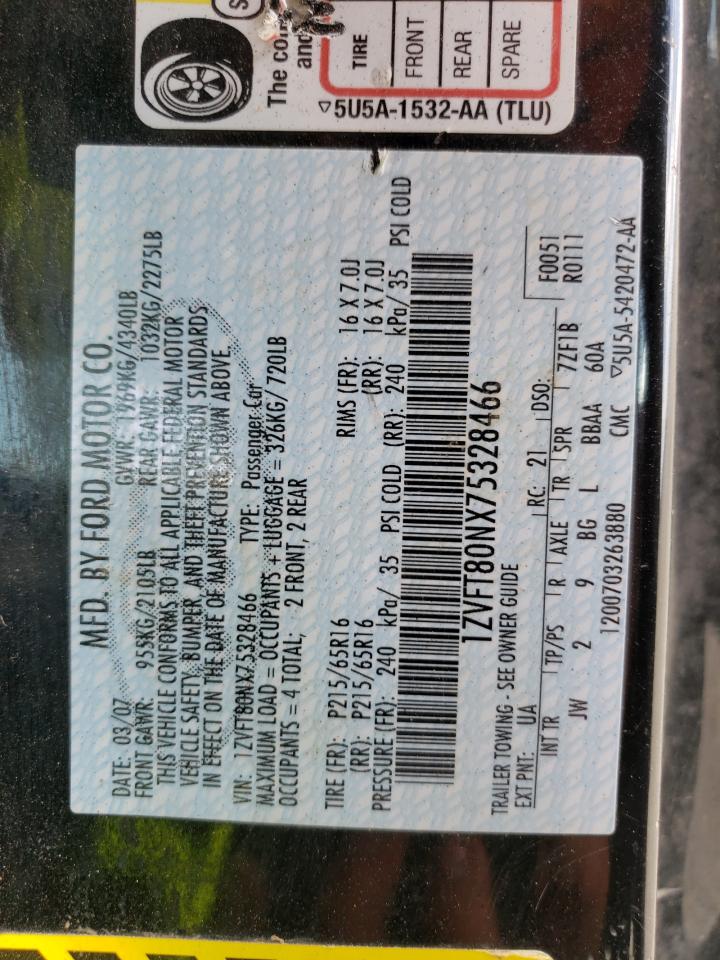 The
and
TIRE
FRONT
REAR
SPARE
▽5U5A-1532-AA (TLU)
MFD. BY FORD MOTOR CO.
DATE: 03/07 GVWR: 1969KG/4340LB
FRONT GAWR: 955KG/2105LB REAR GAWR: 1032KG/2275LB
THIS VEHICLE CONFORMS TO ALL APPLICABLE FEDERAL MOTOR
VEHICLE SAFETY, BUMPER, AND THEFT PREVENTION STANDARDS
IN EFFECT ON THE DATE OF MANUFACTURE SHOWN ABOVE.
VIN: 1ZVFT80NX75328466 TYPE: Passenger Car
MAXIMUM LOAD = OCCUPANTS + LUGGAGE = 326KG/ 720LB
OCCUPANTS = 4 TOTAL; 2 FRONT, 2 REAR
TIRE (FR): P215/65R16 RIMS (FR): 16 X 7.0J
(RR): P215/65R16 (RR): 16 X 7.0J
PRESSURE (FR): 240 kPa/ 35 PSI COLD (RR): 240 kPa/ 35 PSI COLD
1ZVFT80NX75328466
TRAILER TOWING - SEE OWNER GUIDE
EXT PNT: UA RC: 21 DSO: F0051
INT TR TP/PS R AXLE TR SPR 7ZF1B R0111
JW 2 9 BG L BBAA 60A
1200703263880 CMC ▽5U5A-5420472-AA